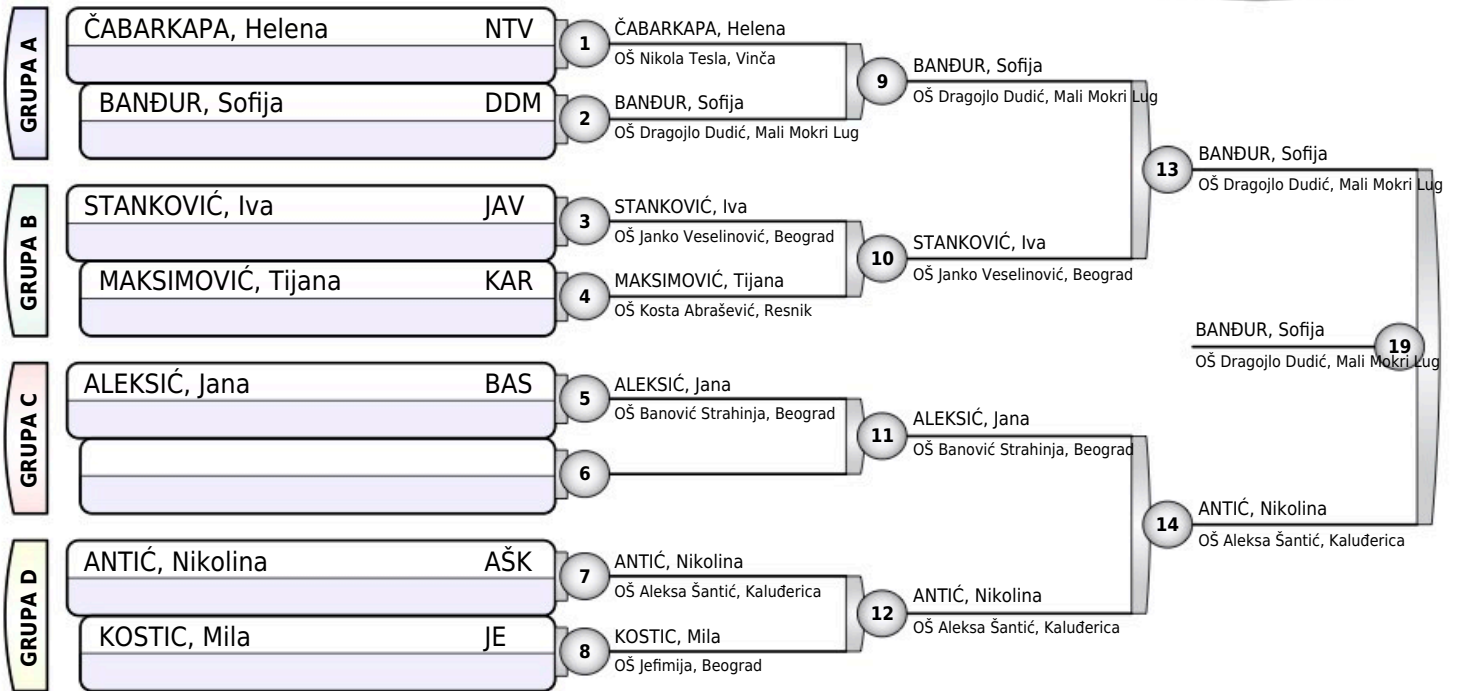 GRUPA A
ČABARKAPA, Helena NTV
BANĐUR, Sofija DDM
GRUPA B
STANKOVIĆ, Iva JAV
MAKSIMOVIĆ, Tijana KAR
GRUPA C
ALEKSIĆ, Jana BAS
GRUPA D
ANTIĆ, Nikolina AŠK
KOSTIC, Mila JE
1
ČABARKAPA, Helena
OŠ Nikola Tesla, Vinča
2
BANĐUR, Sofija
OŠ Dragojlo Dudić, Mali Mokri Lug
3
STANKOVIĆ, Iva
OŠ Janko Veselinović, Beograd
4
MAKSIMOVIĆ, Tijana
OŠ Kosta Abrašević, Resnik
5
ALEKSIĆ, Jana
OŠ Banović Strahinja, Beograd
6
7
ANTIĆ, Nikolina
OŠ Aleksa Šantić, Kaluđerica
8
KOSTIC, Mila
OŠ Jefimija, Beograd
9
BANĐUR, Sofija
OŠ Dragojlo Dudić, Mali Mokri Lug
10
STANKOVIĆ, Iva
OŠ Janko Veselinović, Beograd
11
ALEKSIĆ, Jana
OŠ Banović Strahinja, Beograd
12
ANTIĆ, Nikolina
OŠ Aleksa Šantić, Kaluđerica
13
BANĐUR, Sofija
OŠ Dragojlo Dudić, Mali Mokri Lug
14
ANTIĆ, Nikolina
OŠ Aleksa Šantić, Kaluđerica
BANĐUR, Sofija
19
OŠ Dragojlo Dudić, Mali Mokri Lug